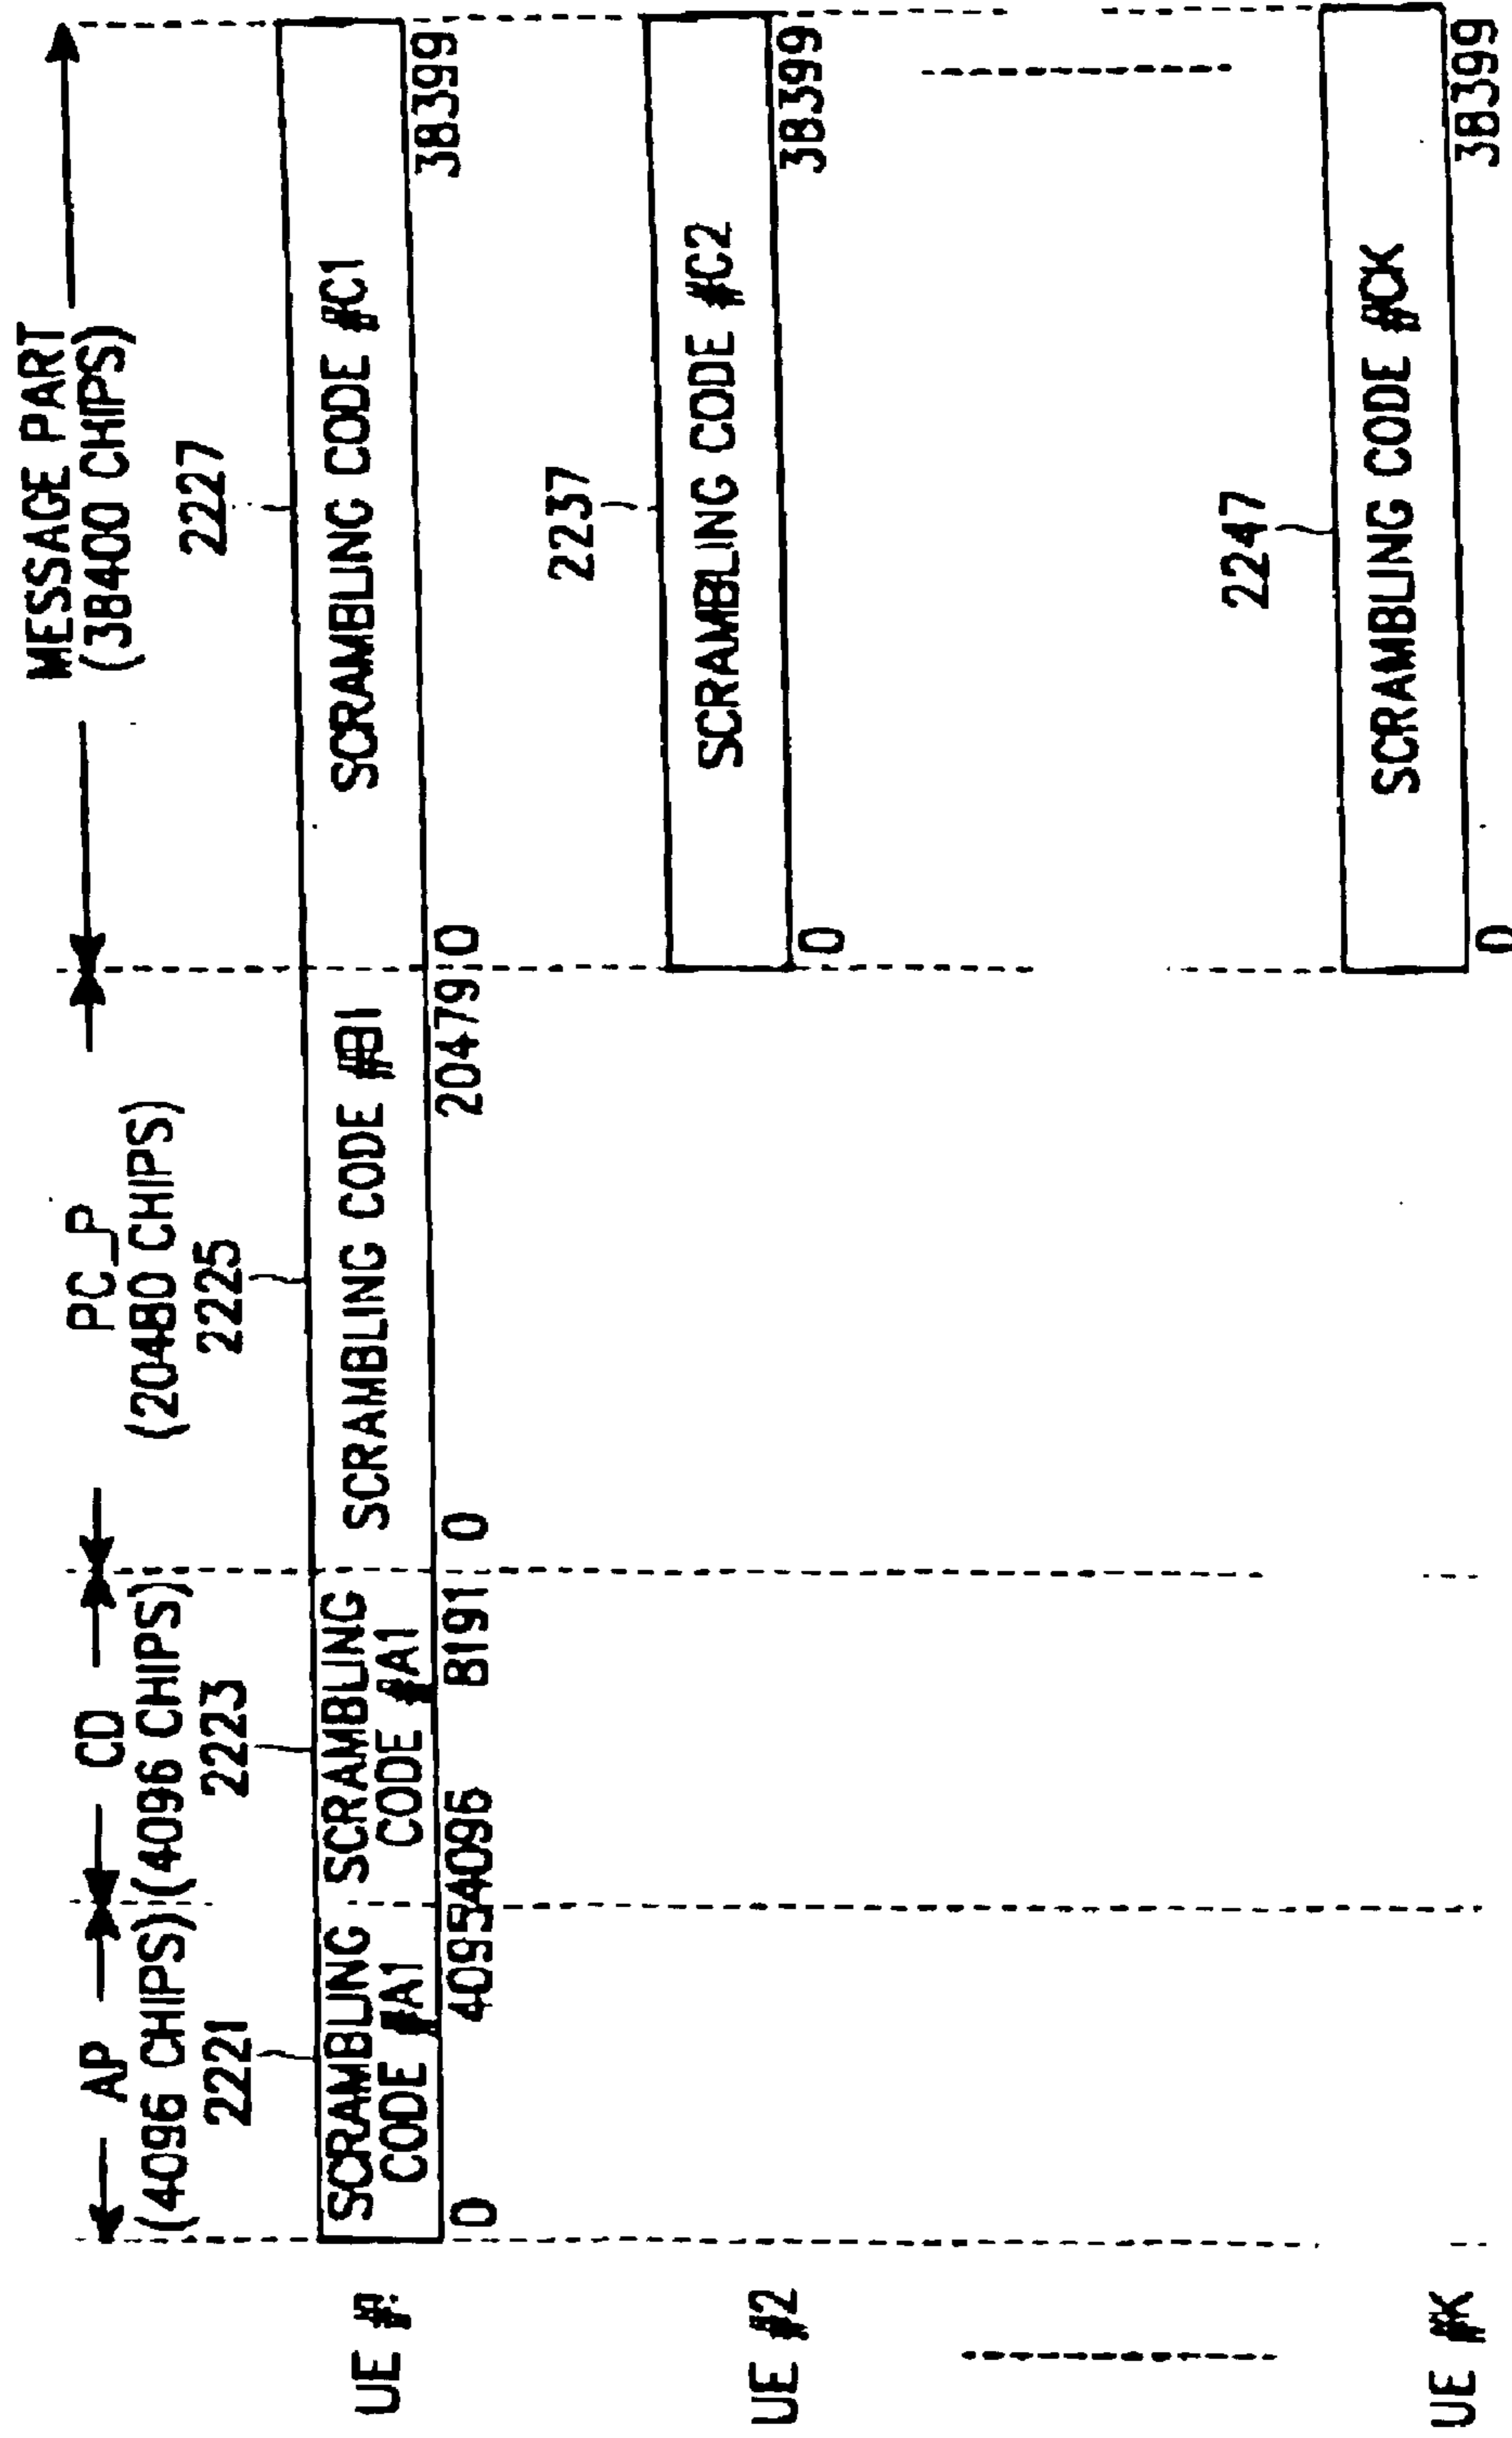 AP
(4096 CHIPS)
CD
(4096 CHIPS)
PC_P
(20480 CHIPS)
MESSAGE PART
(38400 CHIPS)
2221
2223
2225
2227
UE #
SCRAMBLING
CODE #A1
SCRAMBLING
CODE #A1
SCRAMBLING CODE #B1
SCRAMBLING CODE #C1
0
4095
4096
8191
0
20479
0
38399
2237
UE #2
SCRAMBLING CODE #C2
0
38399
2247
UE #K
SCRAMBLING CODE #CK
0
38399